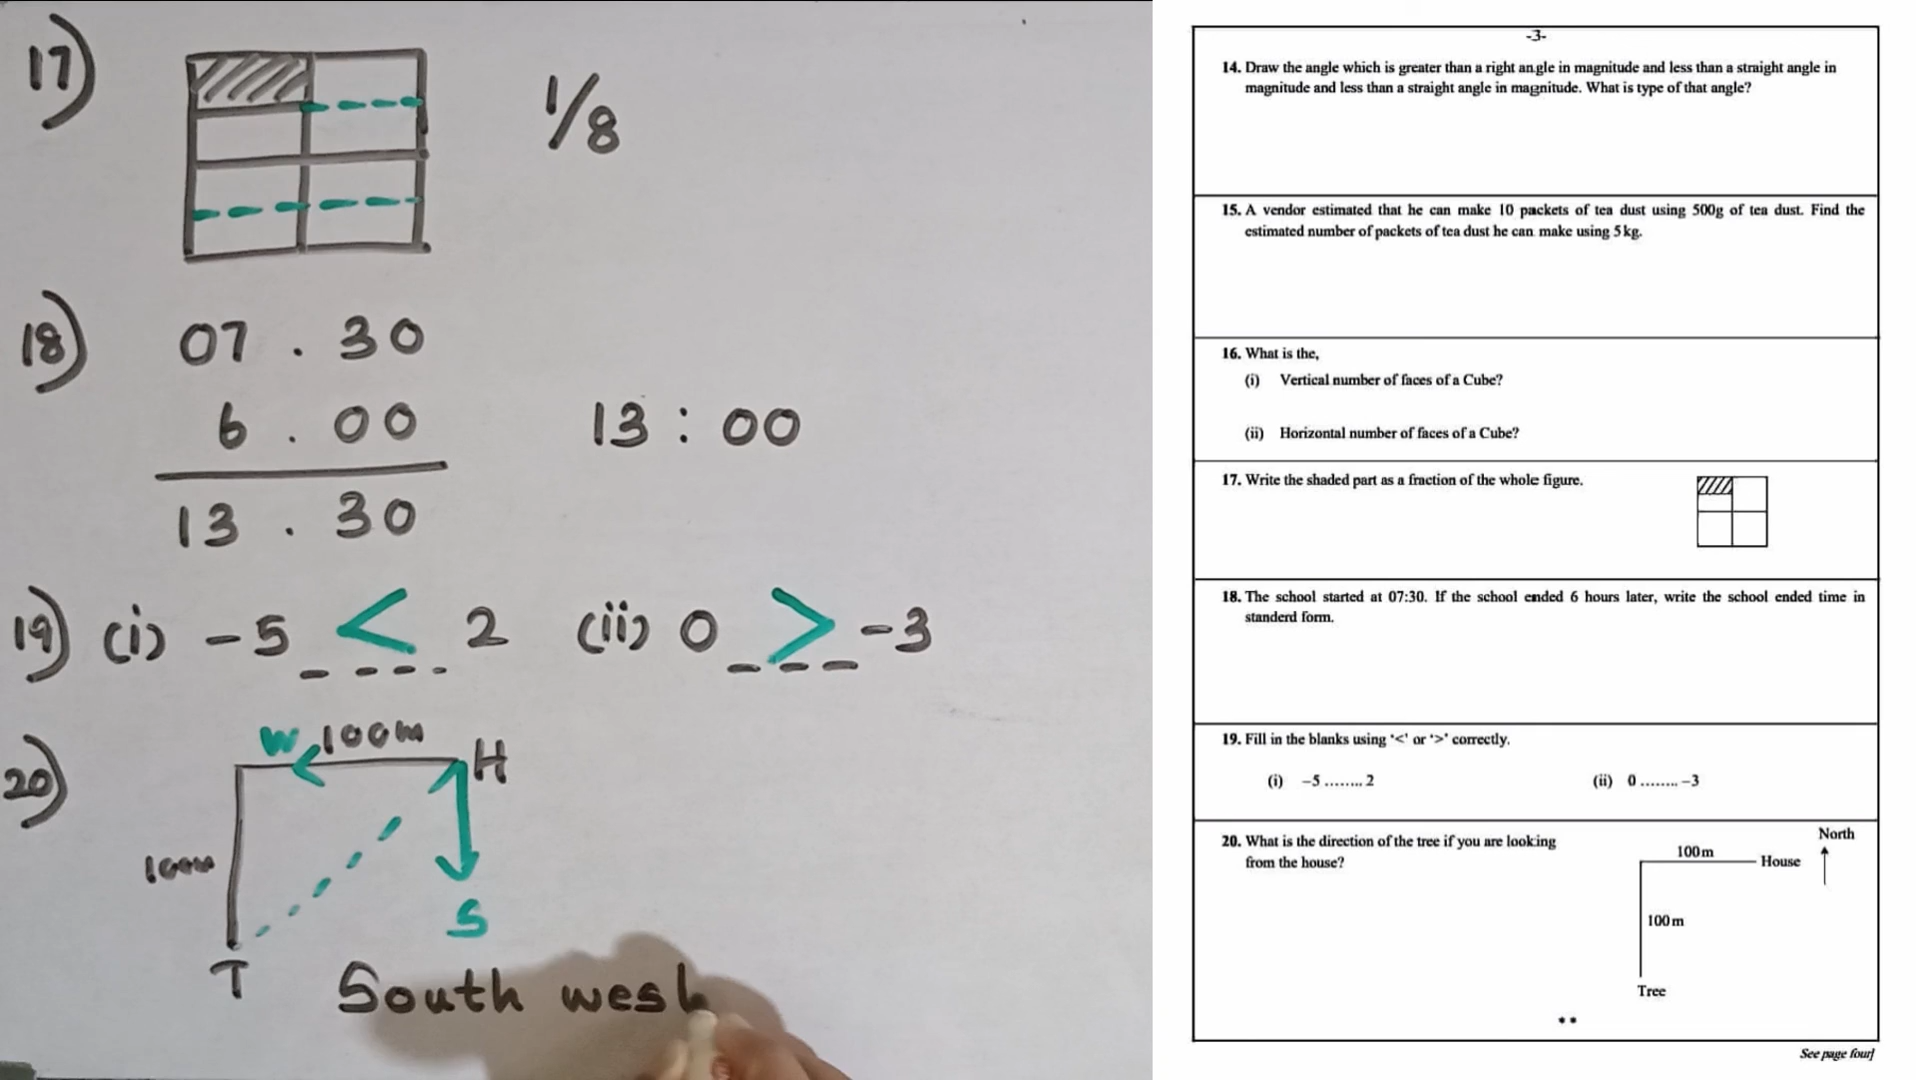 17)
1/8
18) 07 . 30
6 . 00
13 . 30
13 : 00
19) (i) -5 < 2 (ii) 0 > -3
20)
W 100m H
100m
S
T
South west
-3-
14. Draw the angle which is greater than a right angle in magnitude and less than a straight angle in
magnitude and less than a straight angle in magnitude. What is type of that angle?
15. A vendor estimated that he can make 10 packets of tea dust using 500g of tea dust. Find the
estimated number of packets of tea dust he can make using 5kg.
16. What is the,
(i) Vertical number of faces of a Cube?
(ii) Horizontal number of faces of a Cube?
17. Write the shaded part as a fraction of the whole figure.
18. The school started at 07:30. If the school ended 6 hours later, write the school ended time in
standerd form.
19. Fill in the blanks using '<' or '>' correctly.
(i) -5 ........ 2 (ii) 0 ........ -3
20. What is the direction of the tree if you are looking
from the house?
North
100m
House
100m
Tree
**
See page four]